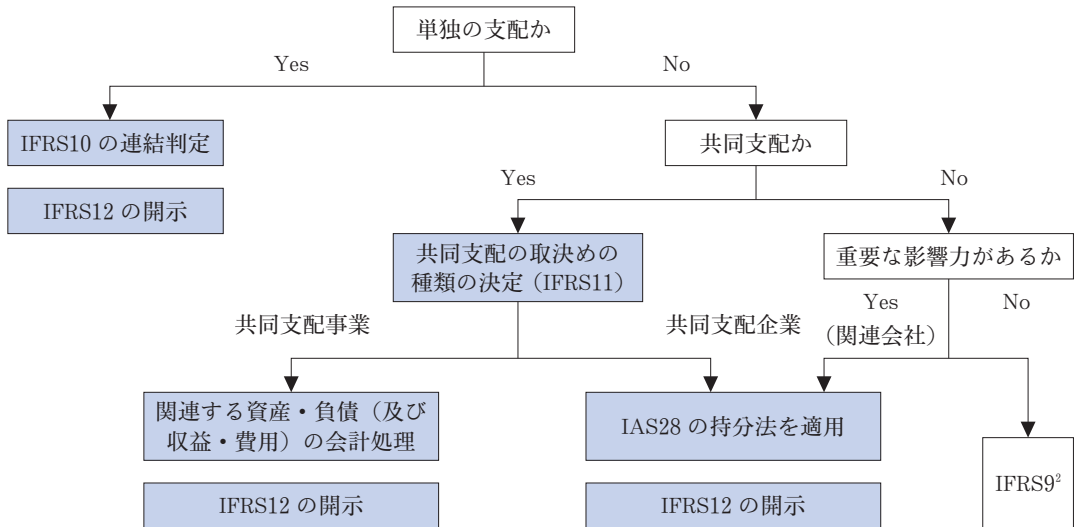 単独の支配か
Yes
No
IFRS10 の連結判定
共同支配か
IFRS12 の開示
Yes
No
共同支配の取決めの
種類の決定（IFRS11）
重要な影響力があるか
共同支配事業
共同支配企業
Yes
（関連会社）
No
関連する資産・負債（及び
収益・費用）の会計処理
IAS28 の持分法を適用
IFRS9²
IFRS12 の開示
IFRS12 の開示